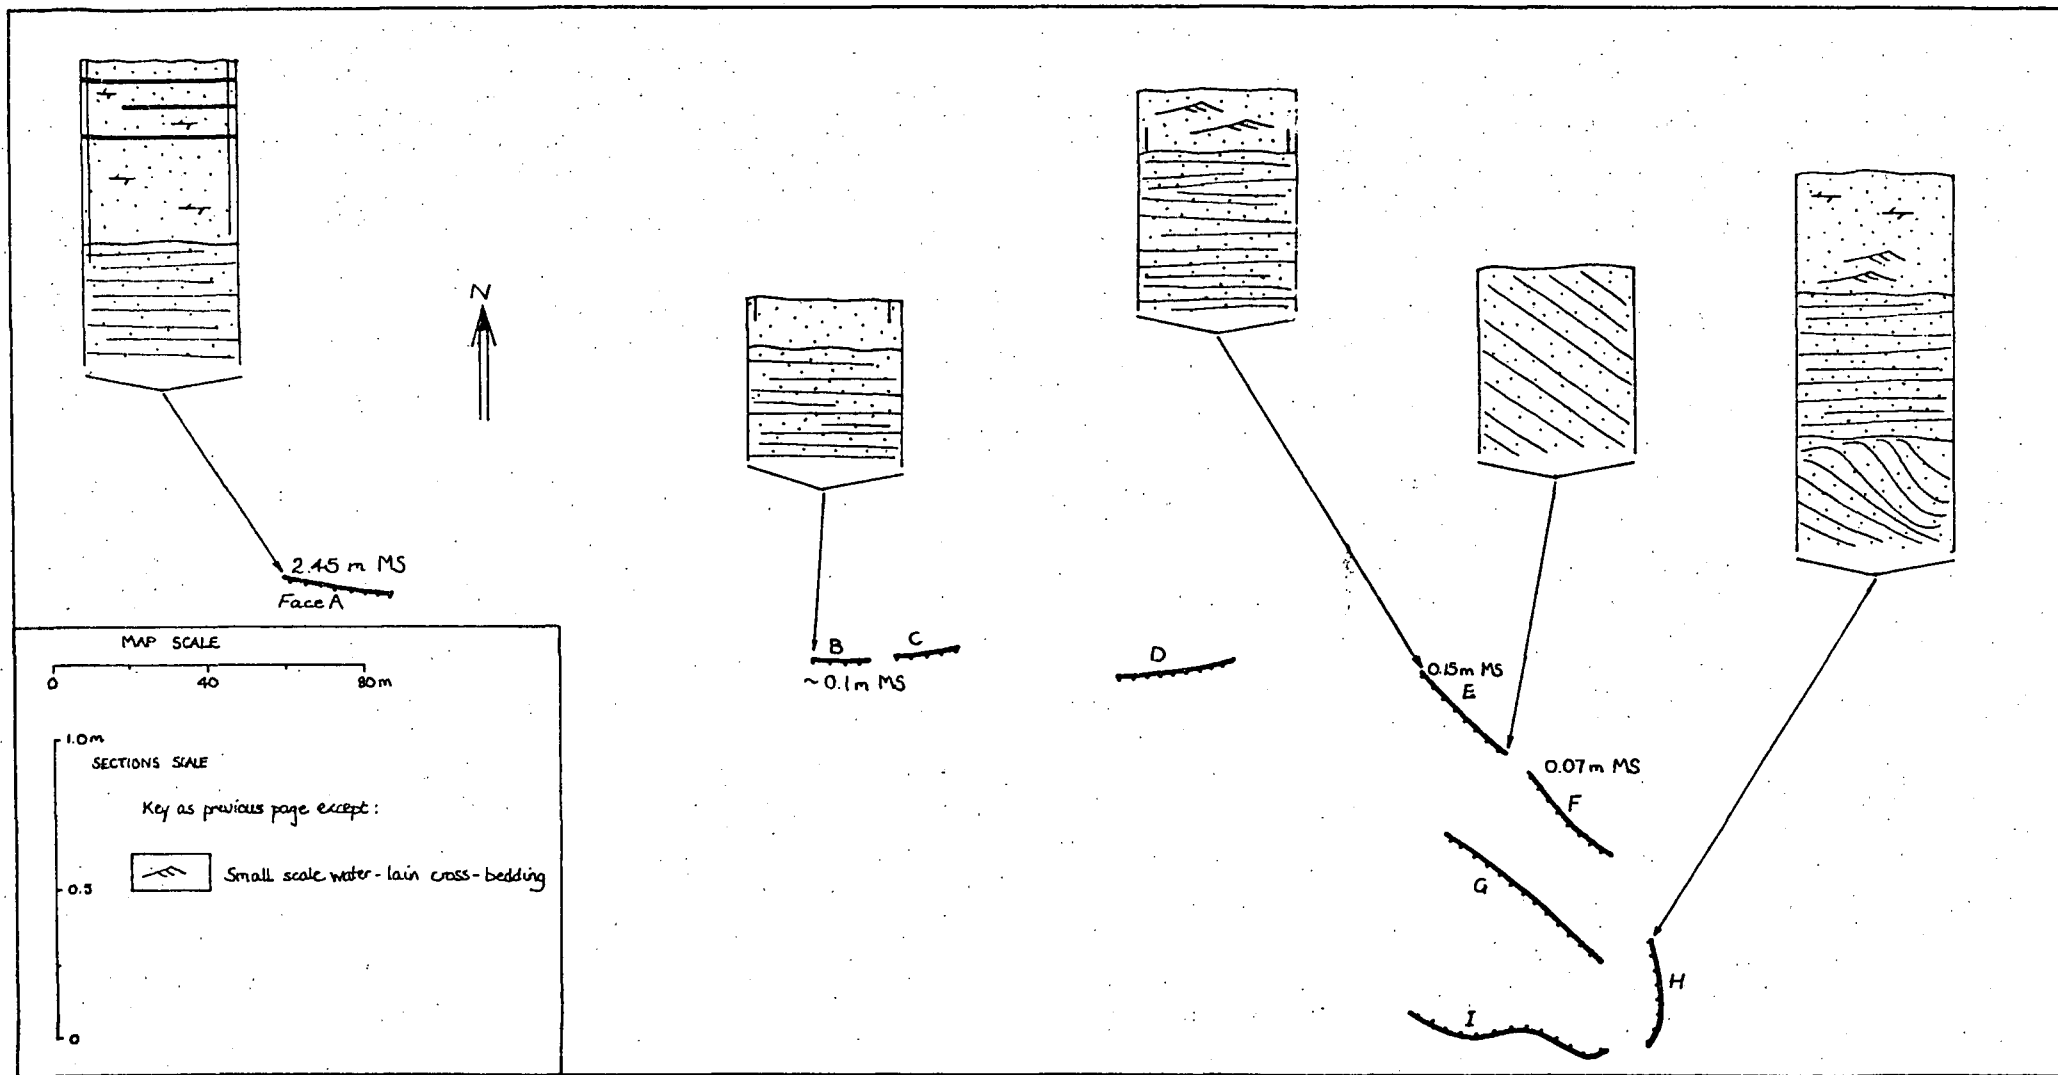 N
2.45 m MS
Face A
B
C
~0.1m MS
D
0.15m MS
E
0.07m MS
F
G
H
I
MAP SCALE
0 40 80m
1.0m
SECTIONS SCALE
Key as previous page except:
Small scale water-lain cross-bedding
0.5
0